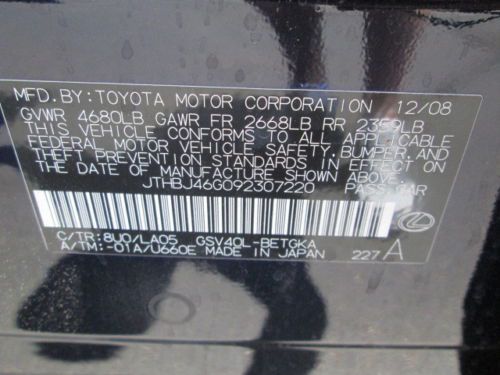 MFD.BY:TOYOTA MOTOR CORPORATION 12/08
GVWR 4680LB GAWR FR 2668LB RR 2359LB
THIS VEHICLE CONFORMS TO ALL APPLICABLE
FEDERAL MOTOR VEHICLE SAFETY, BUMPER, AND
THEFT PREVENTION STANDARDS IN EFFECT ON
THE DATE OF MANUFACTURE SHOWN ABOVE.
JTHBJ46G092307220 PASS.CAR
C/TR:8U0/LA05 GSV40L-BETGKA
A/TM:-01A/U660E MADE IN JAPAN 227 A